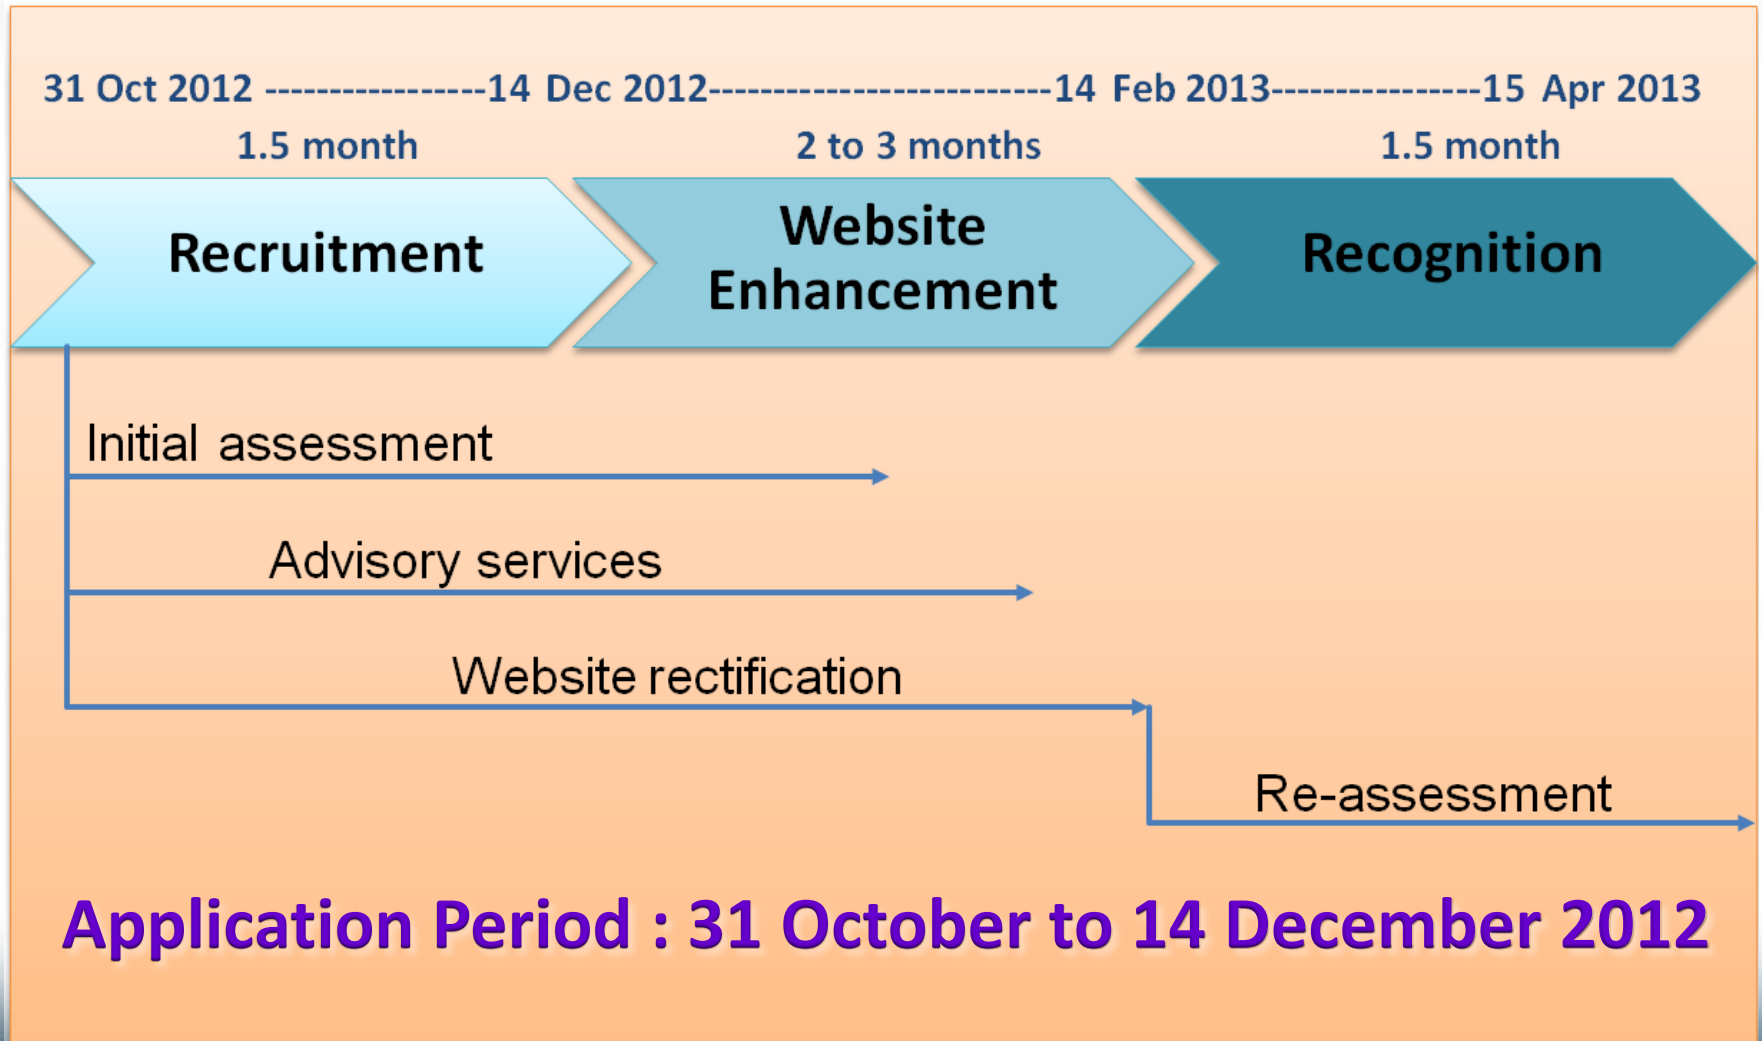 31 Oct 2012 -----------------14 Dec 2012---------------------------14 Feb 2013----------------15 Apr 2013
1.5 month 2 to 3 months 1.5 month
Recruitment
Website
Enhancement
Recognition
Initial assessment
Advisory services
Website rectification
Re-assessment
Application Period : 31 October to 14 December 2012